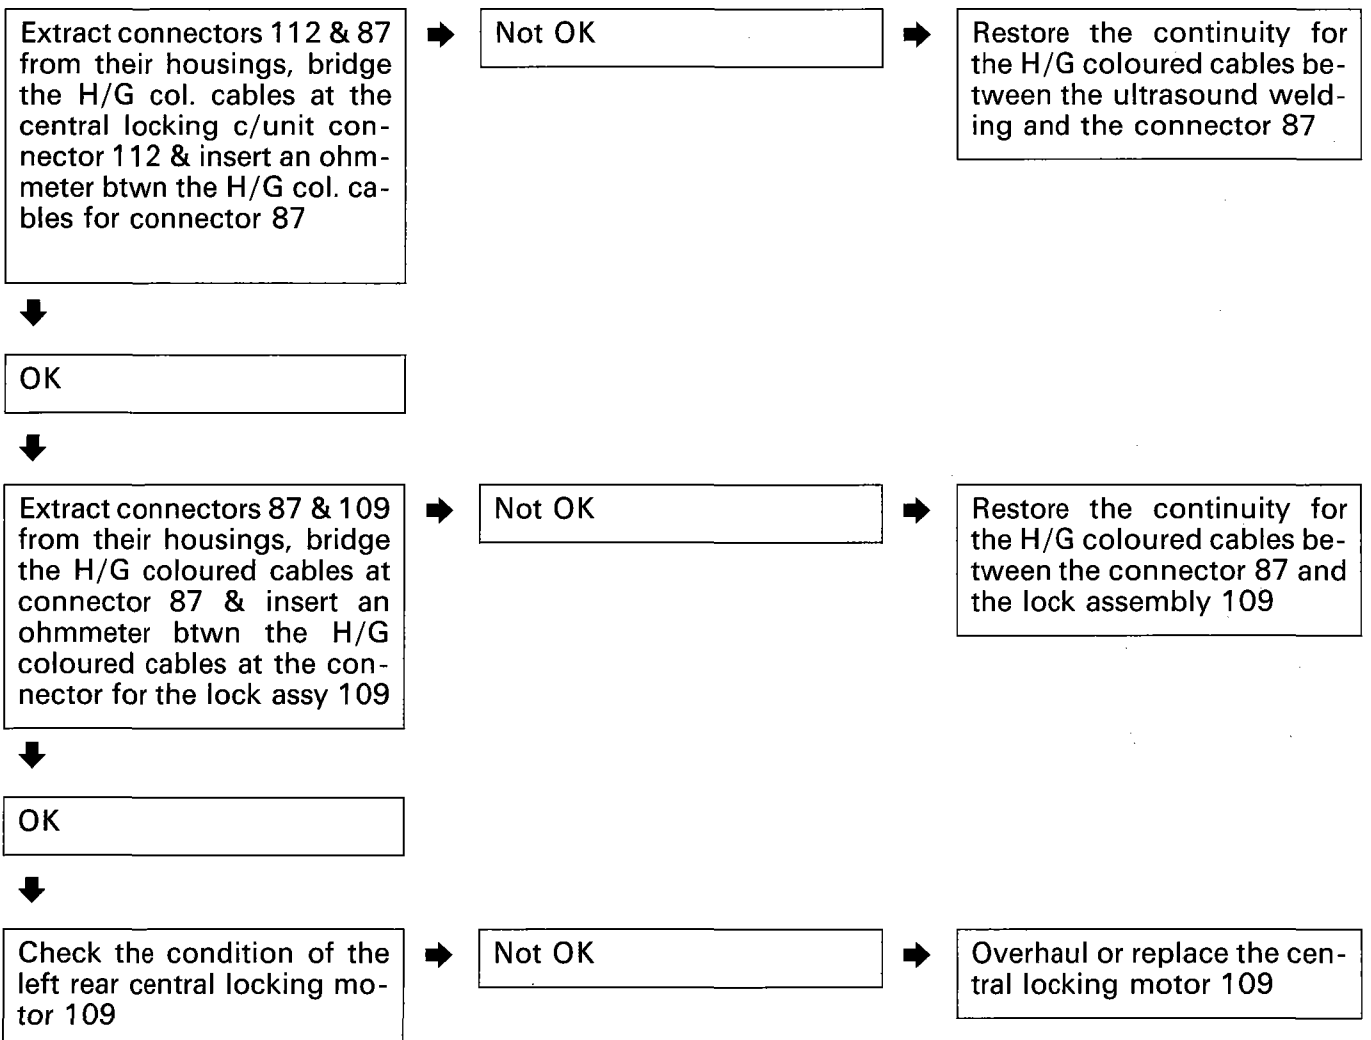 Extract connectors 112 & 87
from their housings, bridge
the H/G col. cables at the
central locking c/unit con-
nector 112 & insert an ohm-
meter btwn the H/G col. ca-
bles for connector 87
Not OK
Restore the continuity for
the H/G coloured cables be-
tween the ultrasound weld-
ing and the connector 87
OK
Extract connectors 87 & 109
from their housings, bridge
the H/G coloured cables at
connector 87 & insert an
ohmmeter btwn the H/G
coloured cables at the con-
nector for the lock assy 109
Not OK
Restore the continuity for
the H/G coloured cables be-
tween the connector 87 and
the lock assembly 109
OK
Check the condition of the
left rear central locking mo-
tor 109
Not OK
Overhaul or replace the cen-
tral locking motor 109